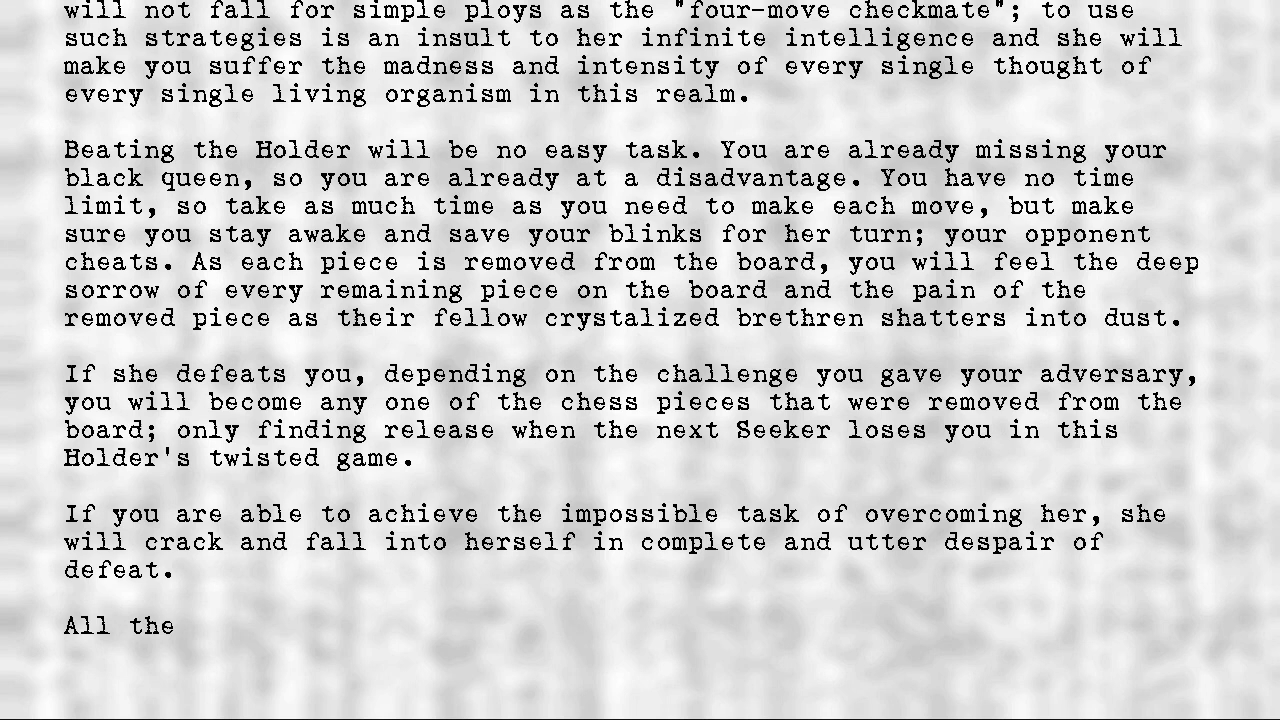 will not fall for simple ploys as the "four-move checkmate"; to use
such strategies is an insult to her infinite intelligence and she will
make you suffer the madness and intensity of every single thought of
every single living organism in this realm.
Beating the Holder will be no easy task. You are already missing your
black queen, so you are already at a disadvantage. You have no time
limit, so take as much time as you need to make each move, but make
sure you stay awake and save your blinks for her turn; your opponent
cheats. As each piece is removed from the board, you will feel the deep
sorrow of every remaining piece on the board and the pain of the
removed piece as their fellow crystalized brethren shatters into dust.
If she defeats you, depending on the challenge you gave your adversary,
you will become any one of the chess pieces that were removed from the
board; only finding release when the next Seeker loses you in this
Holder's twisted game.
If you are able to achieve the impossible task of overcoming her, she
will crack and fall into herself in complete and utter despair of
defeat.
All the